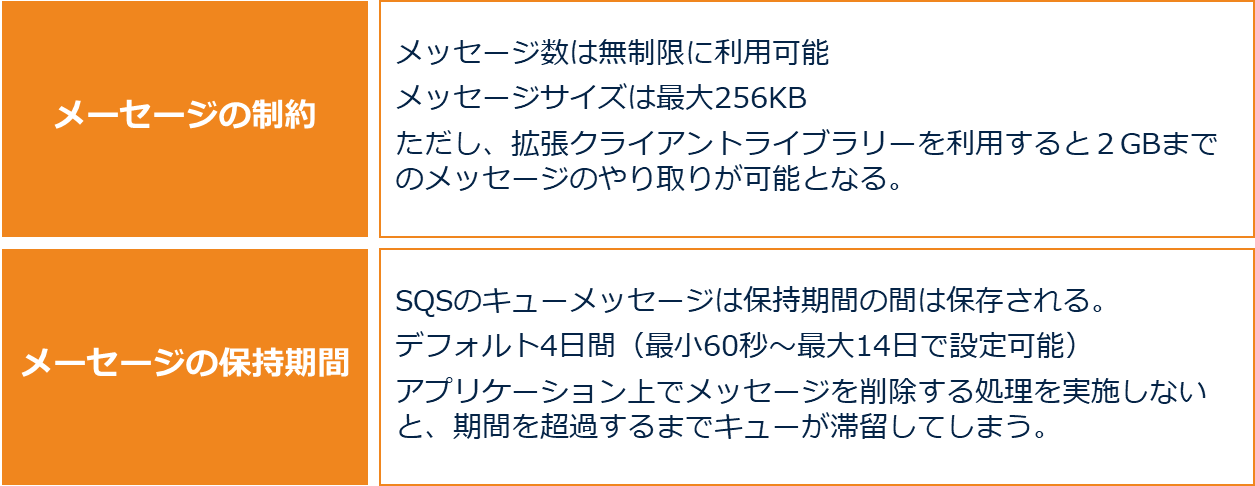 メーセージの制約
メッセージ数は無制限に利用可能
メッセージサイズは最大256KB
ただし、拡張クライアントライブラリーを利用すると２GBまで
のメッセージのやり取りが可能となる。
メーセージの保持期間
SQSのキューメッセージは保持期間の間は保存される。
デフォルト4日間（最小60秒～最大14日で設定可能）
アプリケーション上でメッセージを削除する処理を実施しない
と、期間を超過するまでキューが滞留してしまう。